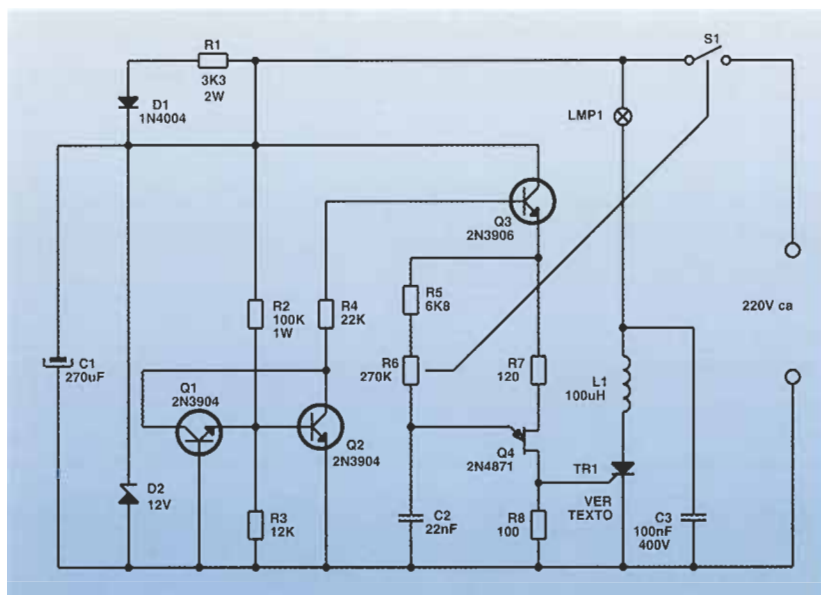 S1
R1
3K3
2W
D1
1N4004
LMP1
Q3
2N3906
R5
6K8
R2
100K
1W
R4
22K
220V ca
C1
270uF
Q1
2N3904
R6
270K
R7
120
L1
100uH
Q2
2N3904
Q4
2N4871
TR1
VER
TEXTO
D2
12V
R3
12K
C2
22nF
R8
100
C3
100nF
400V